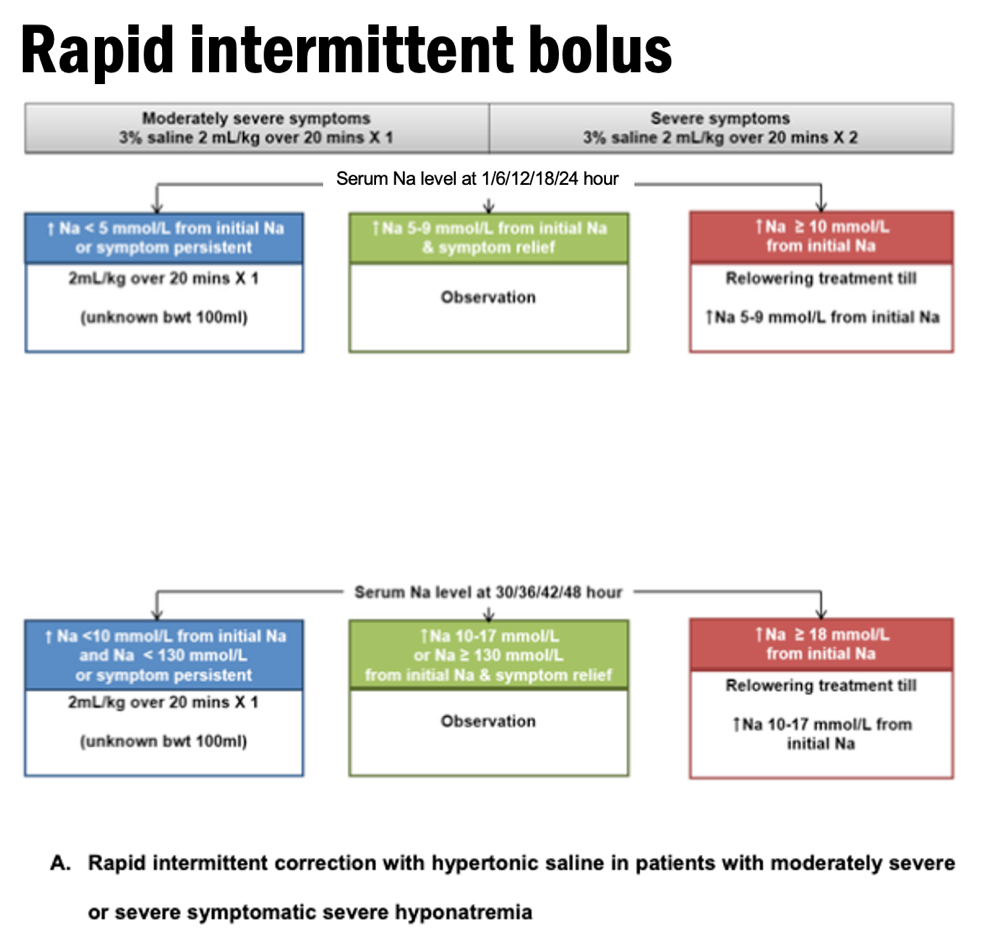 Rapid intermittent bolus
Moderately severe symptoms
3% saline 2 mL/kg over 20 mins X 1
Severe symptoms
3% saline 2 mL/kg over 20 mins X 2
Serum Na level at 1/6/12/18/24 hour
↑ Na < 5 mmol/L from initial Na
or symptom persistent
2mL/kg over 20 mins X 1
(unknown bwt 100ml)
↑Na 5-9 mmol/L from initial Na
& symptom relief
Observation
↑Na ≥ 10 mmol/L
from initial Na
Relowering treatment till
↑Na 5-9 mmol/L from initial Na
Serum Na level at 30/36/42/48 hour
↑ Na <10 mmol/L from initial Na
and Na < 130 mmol/L
or symptom persistent
2mL/kg over 20 mins X 1
(unknown bwt 100ml)
↑Na 10-17 mmol/L
or Na ≥ 130 mmol/L
from initial Na & symptom relief
Observation
↑Na ≥ 18 mmol/L
from initial Na
Relowering treatment till
↑Na 10-17 mmol/L from
initial Na
A. Rapid intermittent correction with hypertonic saline in patients with moderately severe
or severe symptomatic severe hyponatremia